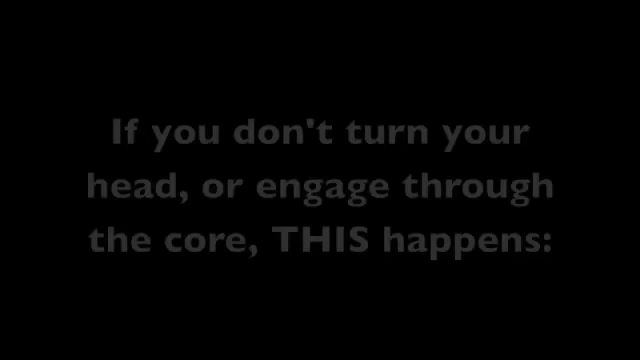 If you don't turn your
head, or engage through
the core, THIS happens: